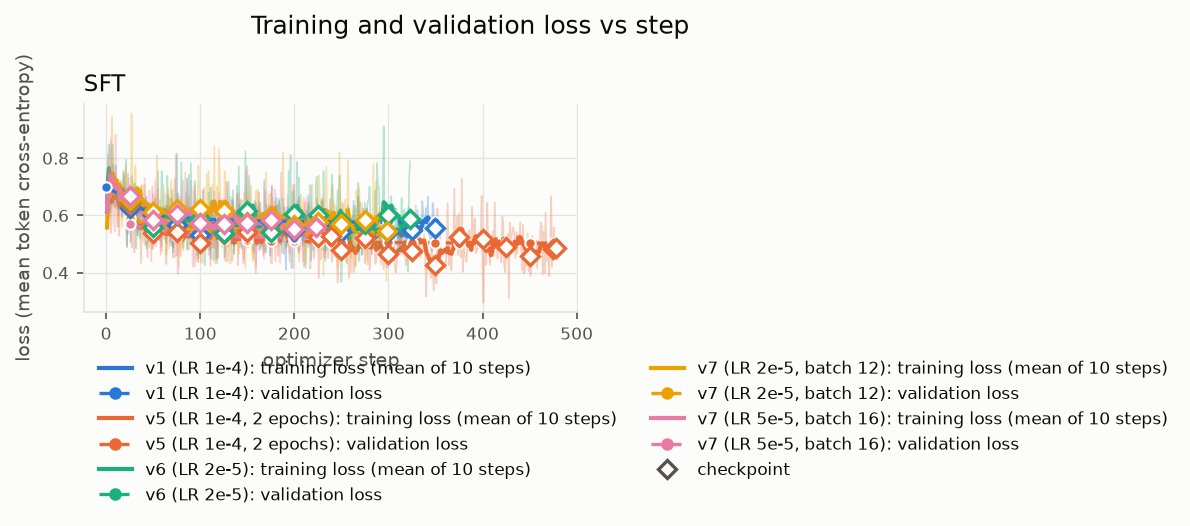 Training and validation loss vs step
SFT
loss (mean token cross-entropy)
0.8
0.6
0.4
0 100 200 300 400 500
optimizer step
v1 (LR 1e-4): training loss (mean of 10 steps)
v1 (LR 1e-4): validation loss
v5 (LR 1e-4, 2 epochs): training loss (mean of 10 steps)
v5 (LR 1e-4, 2 epochs): validation loss
v6 (LR 2e-5): training loss (mean of 10 steps)
v6 (LR 2e-5): validation loss
v7 (LR 2e-5, batch 12): training loss (mean of 10 steps)
v7 (LR 2e-5, batch 12): validation loss
v7 (LR 5e-5, batch 16): training loss (mean of 10 steps)
v7 (LR 5e-5, batch 16): validation loss
checkpoint